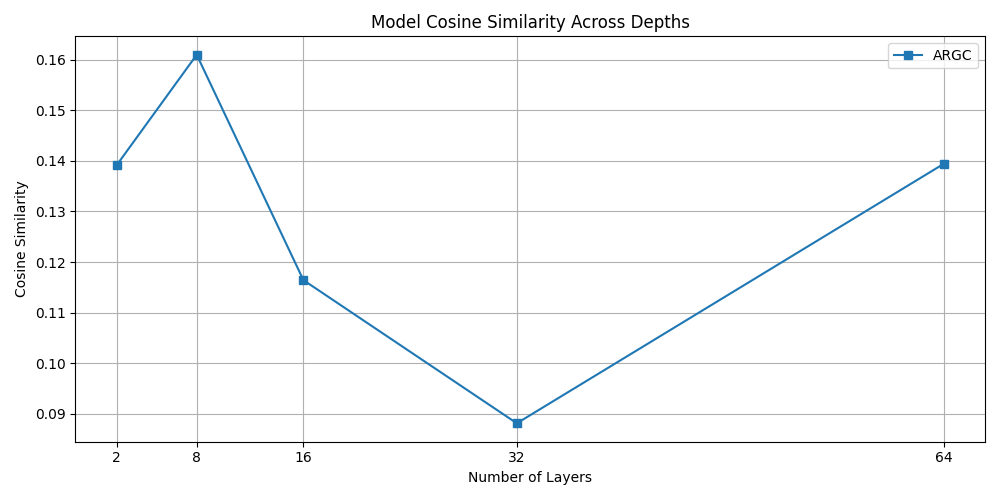 Model Cosine Similarity Across Depths
ARGC
Cosine Similarity
0.16
0.15
0.14
0.13
0.12
0.11
0.10
0.09
2 8 16 32 64
Number of Layers